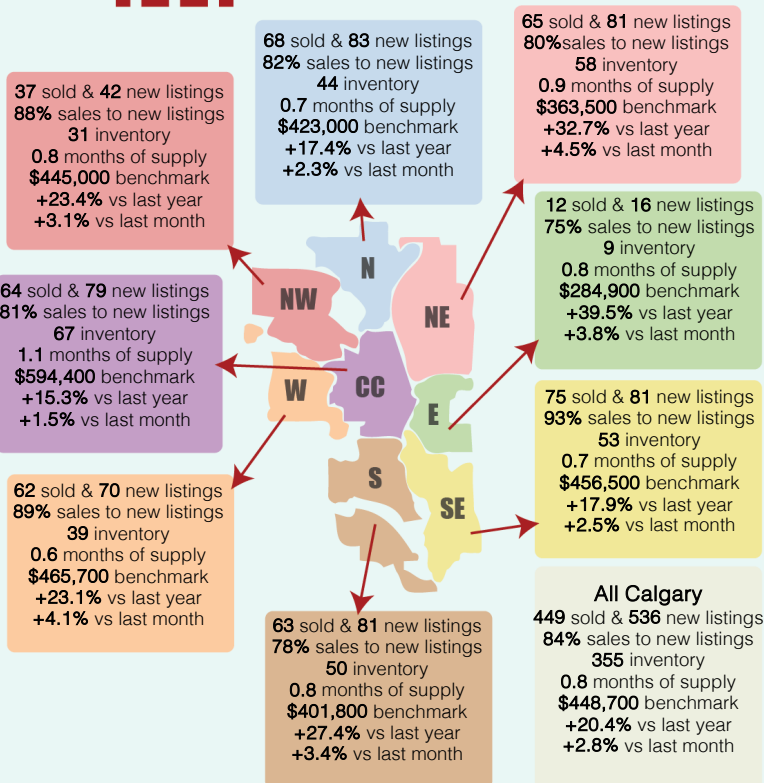 68 sold & 83 new listings
82% sales to new listings
44 inventory
0.7 months of supply
$423,000 benchmark
+17.4% vs last year
+2.3% vs last month
65 sold & 81 new listings
80%sales to new listings
58 inventory
0.9 months of supply
$363,500 benchmark
+32.7% vs last year
+4.5% vs last month
37 sold & 42 new listings
88% sales to new listings
31 inventory
0.8 months of supply
$445,000 benchmark
+23.4% vs last year
+3.1% vs last month
12 sold & 16 new listings
75% sales to new listings
9 inventory
0.8 months of supply
$284,900 benchmark
+39.5% vs last year
+3.8% vs last month
N
NW
NE
W
CC
E
S
SE
64 sold & 79 new listings
81% sales to new listings
67 inventory
1.1 months of supply
$594,400 benchmark
+15.3% vs last year
+1.5% vs last month
75 sold & 81 new listings
93% sales to new listings
53 inventory
0.7 months of supply
$456,500 benchmark
+17.9% vs last year
+2.5% vs last month
62 sold & 70 new listings
89% sales to new listings
39 inventory
0.6 months of supply
$465,700 benchmark
+23.1% vs last year
+4.1% vs last month
63 sold & 81 new listings
78% sales to new listings
50 inventory
0.8 months of supply
$401,800 benchmark
+27.4% vs last year
+3.4% vs last month
All Calgary
449 sold & 536 new listings
84% sales to new listings
355 inventory
0.8 months of supply
$448,700 benchmark
+20.4% vs last year
+2.8% vs last month